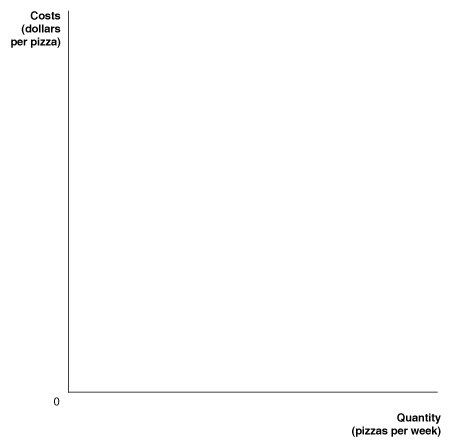 Costs
(dollars
per pizza)
0
Quantity
(pizzas per week)